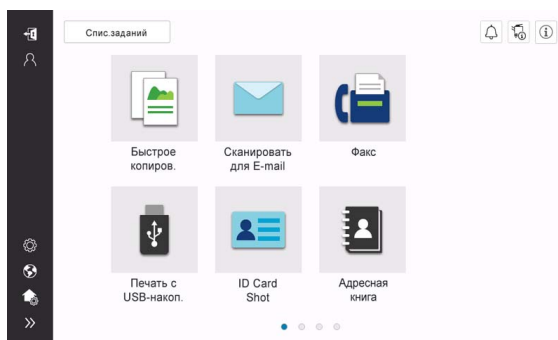 Спис.заданий
Быстрое
копиров.
Сканировать
для E-mail
Факс
Печать с
USB-накоп.
ID Card
Shot
Адресная
книга